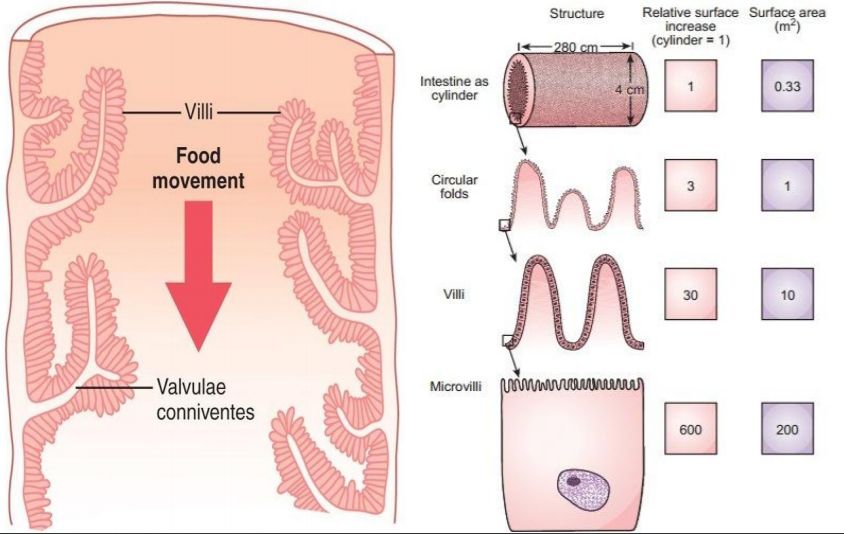 Villi
Food
movement
Valvulae
conniventes
Structure
Relative surface
increase
(cylinder = 1)
Surface area
(m²)
280 cm
4 cm
Intestine as
cylinder
1
0.33
Circular
folds
3
1
Villi
30
10
Microvilli
600
200